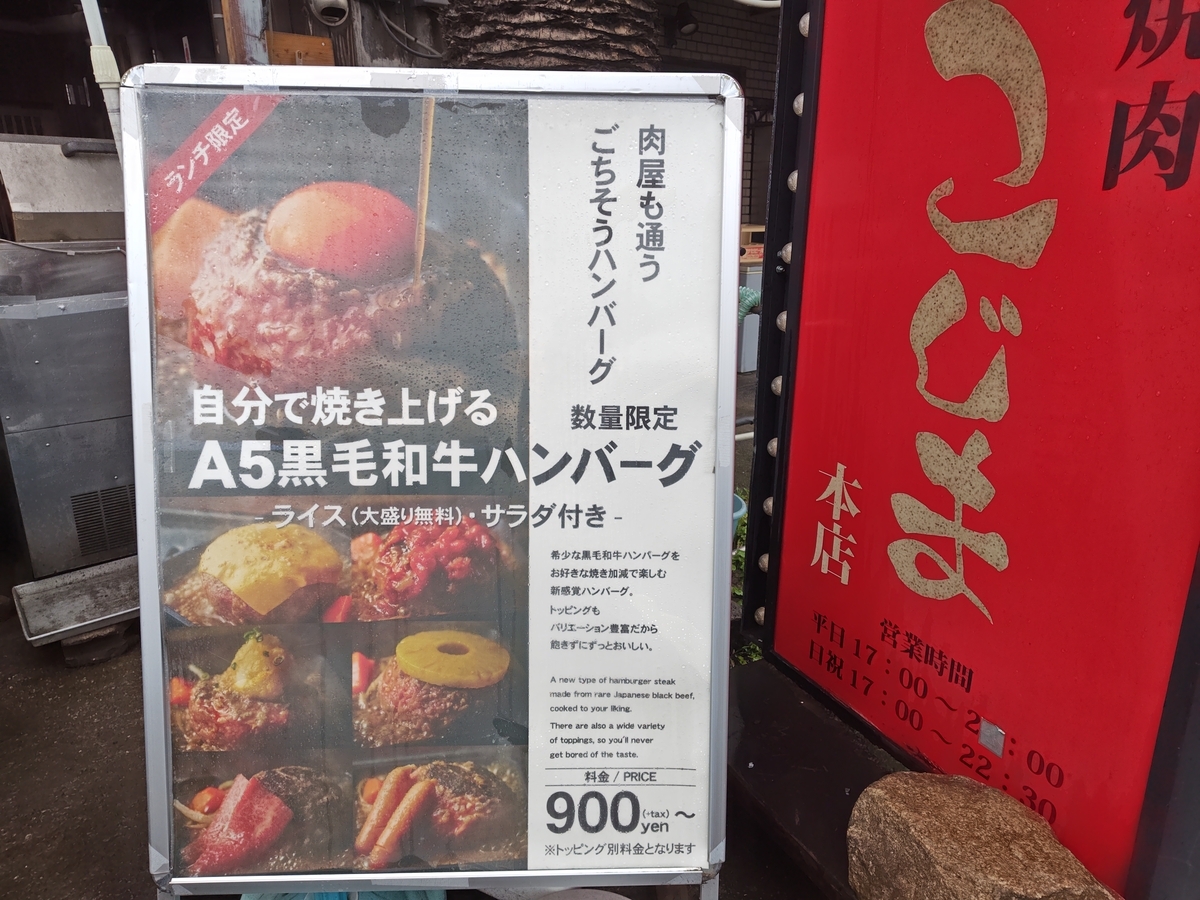 ランチ限定
肉屋も通う
ごちそうハンバーグ
自分で焼き上げる
数量限定
A5黒毛和牛ハンバーグ
- ライス(大盛り無料)・サラダ付き -
希少な黒毛和牛ハンバーグを
お好きな焼き加減で楽しむ
新感覚ハンバーグ。
トッピングも
バリエーション豊富だから
飽きずにずっとおいしい。
A new type of hamburger steak
made from rare Japanese black beef,
cooked to your liking.
There are also a wide variety
of toppings, so you'll never
get bored of the taste.
料金 / PRICE
900 (+tax) yen 〜
※トッピング別料金となります
焼肉
こじま
本店
営業時間
平日 17：00〜2：00
日祝 17：00〜22：30